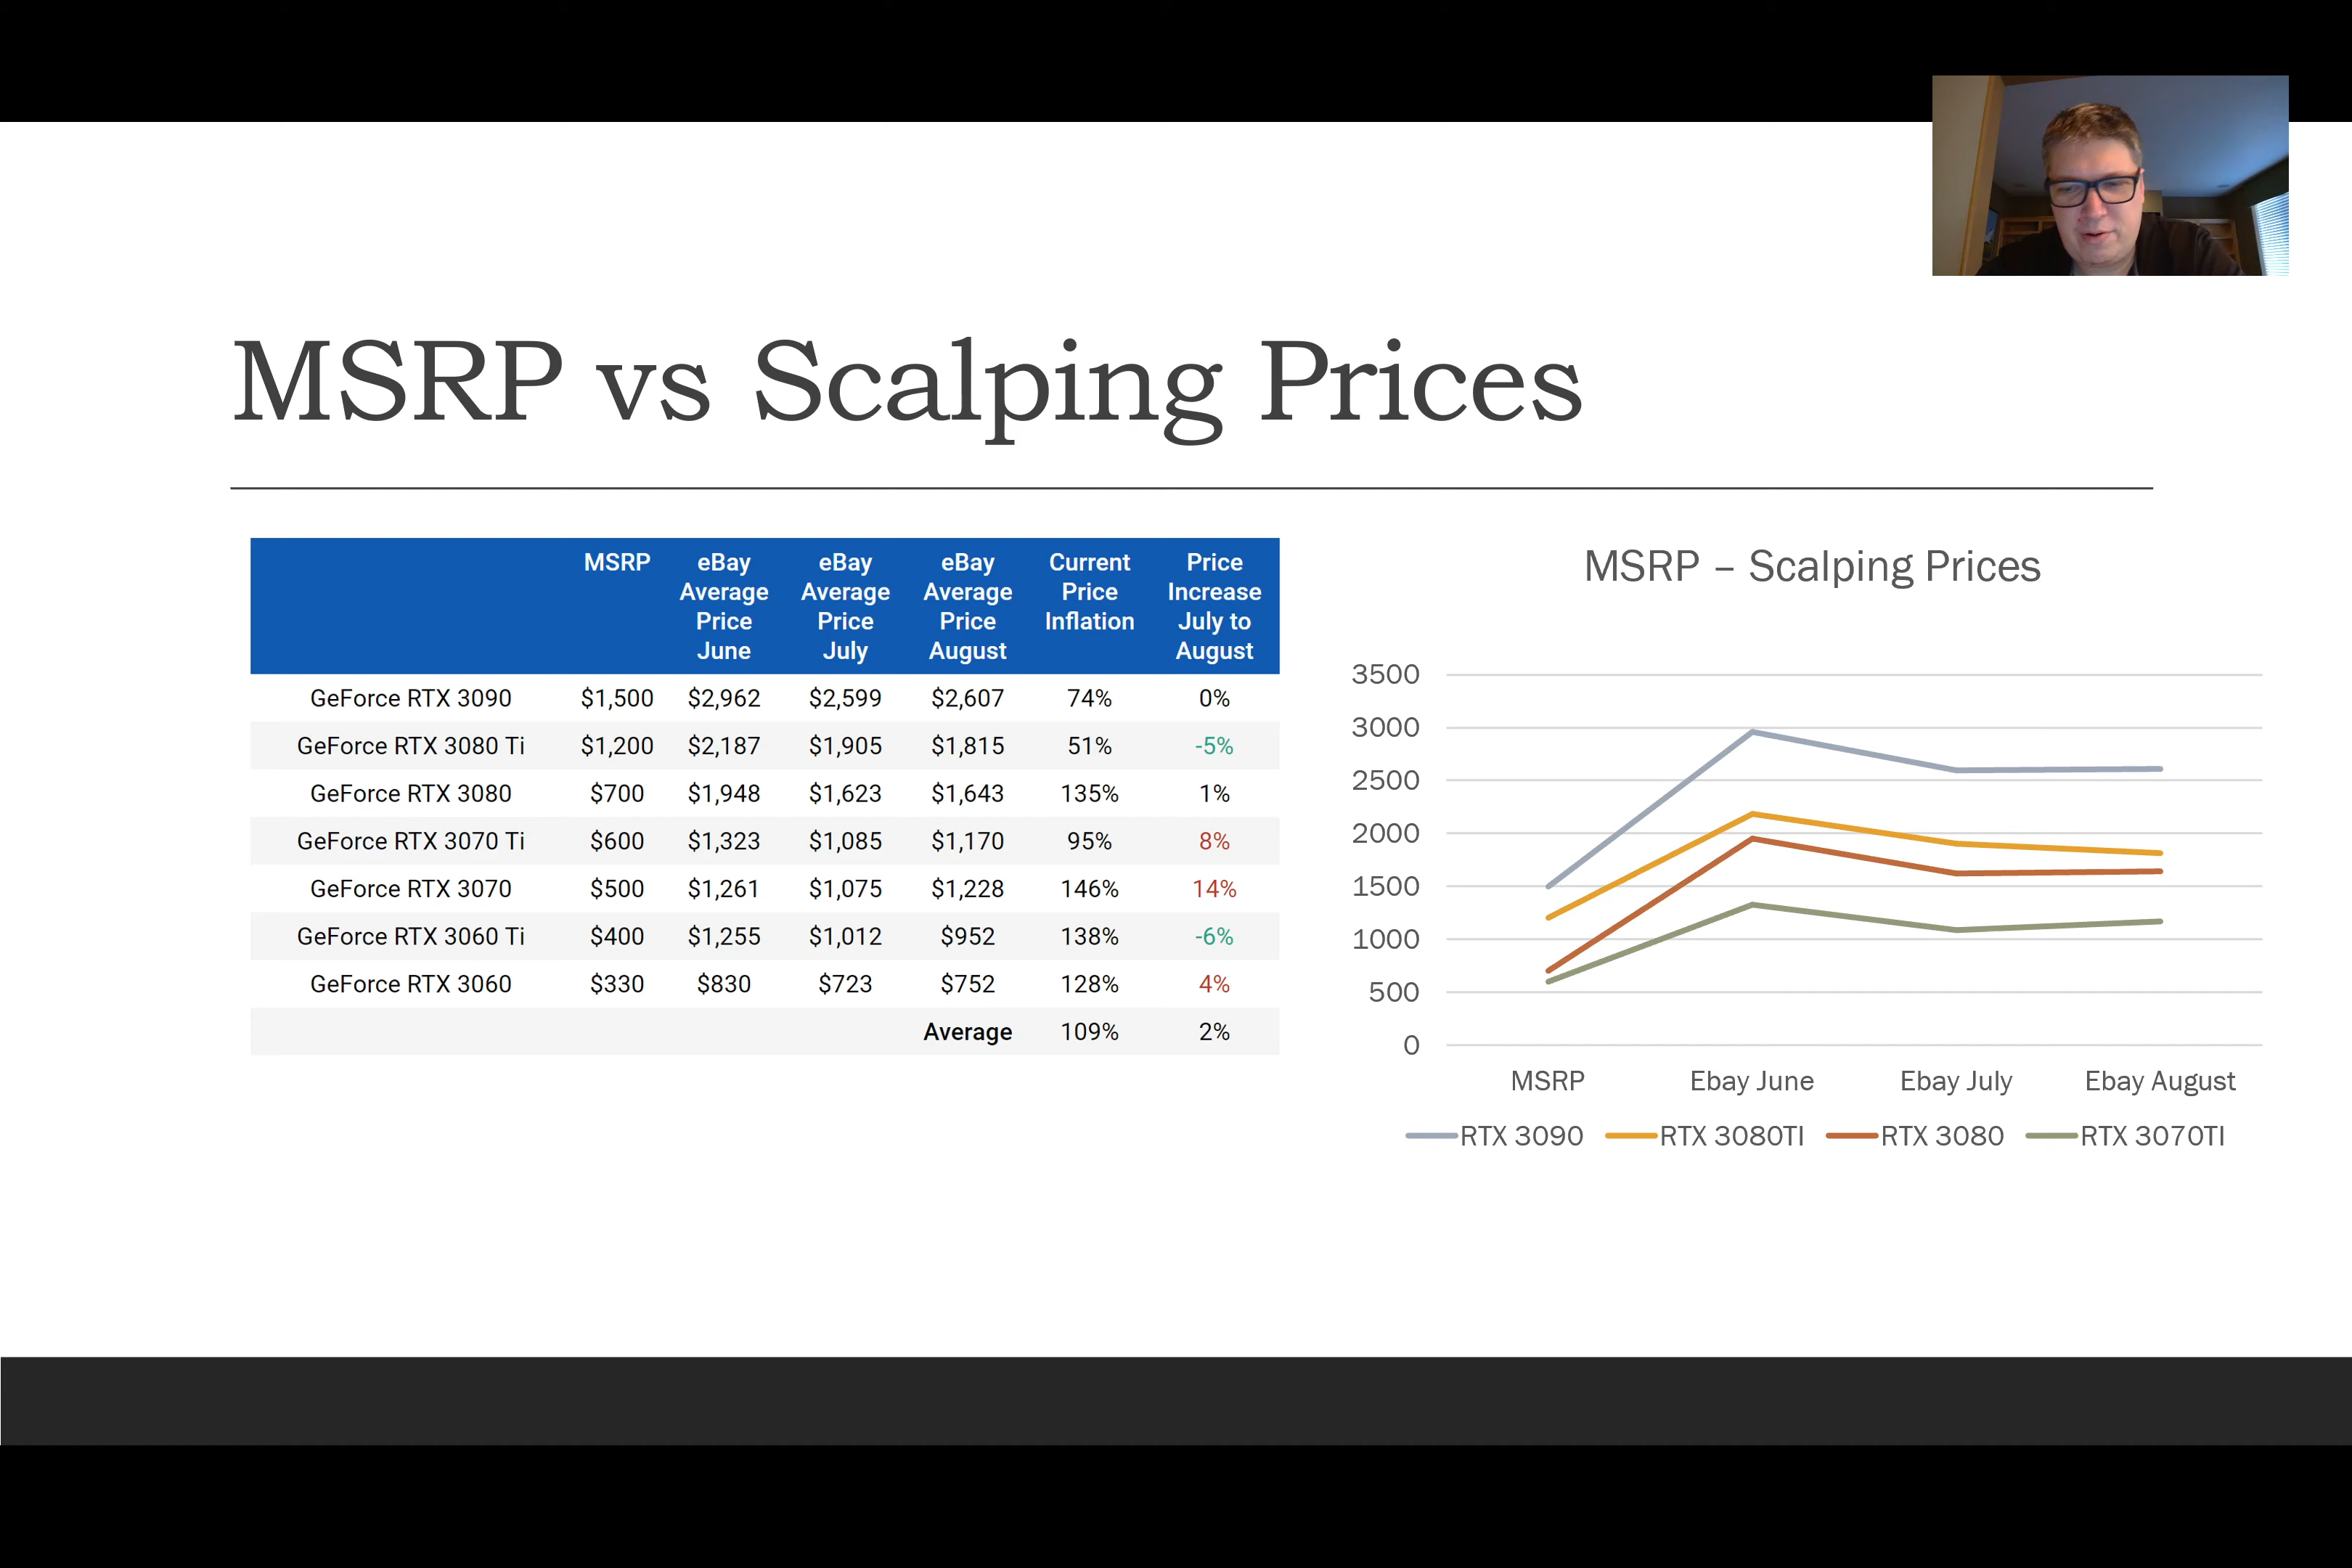 MSRP vs Scalping Prices
MSRP eBay Average Price June eBay Average Price July eBay Average Price August Current Price Inflation Price Increase July to August
GeForce RTX 3090 $1,500 $2,962 $2,599 $2,607 74% 0%
GeForce RTX 3080 Ti $1,200 $2,187 $1,905 $1,815 51% -5%
GeForce RTX 3080 $700 $1,948 $1,623 $1,643 135% 1%
GeForce RTX 3070 Ti $600 $1,323 $1,085 $1,170 95% 8%
GeForce RTX 3070 $500 $1,261 $1,075 $1,228 146% 14%
GeForce RTX 3060 Ti $400 $1,255 $1,012 $952 138% -6%
GeForce RTX 3060 $330 $830 $723 $752 128% 4%
Average 109% 2%
MSRP – Scalping Prices
3500
3000
2500
2000
1500
1000
500
0
MSRP Ebay June Ebay July Ebay August
RTX 3090 RTX 3080TI RTX 3080 RTX 3070TI